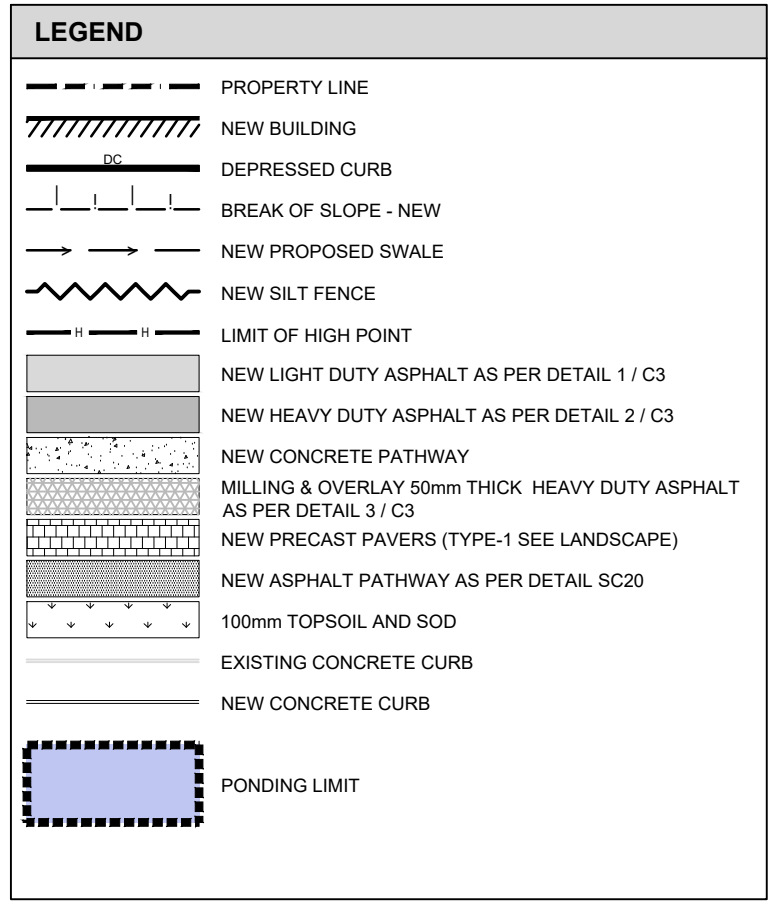 LEGEND
PROPERTY LINE
NEW BUILDING
DC
DEPRESSED CURB
BREAK OF SLOPE - NEW
NEW PROPOSED SWALE
NEW SILT FENCE
H H
LIMIT OF HIGH POINT
NEW LIGHT DUTY ASPHALT AS PER DETAIL 1 / C3
NEW HEAVY DUTY ASPHALT AS PER DETAIL 2 / C3
NEW CONCRETE PATHWAY
MILLING & OVERLAY 50mm THICK HEAVY DUTY ASPHALT
AS PER DETAIL 3 / C3
NEW PRECAST PAVERS (TYPE-1 SEE LANDSCAPE)
NEW ASPHALT PATHWAY AS PER DETAIL SC20
100mm TOPSOIL AND SOD
EXISTING CONCRETE CURB
NEW CONCRETE CURB
PONDING LIMIT